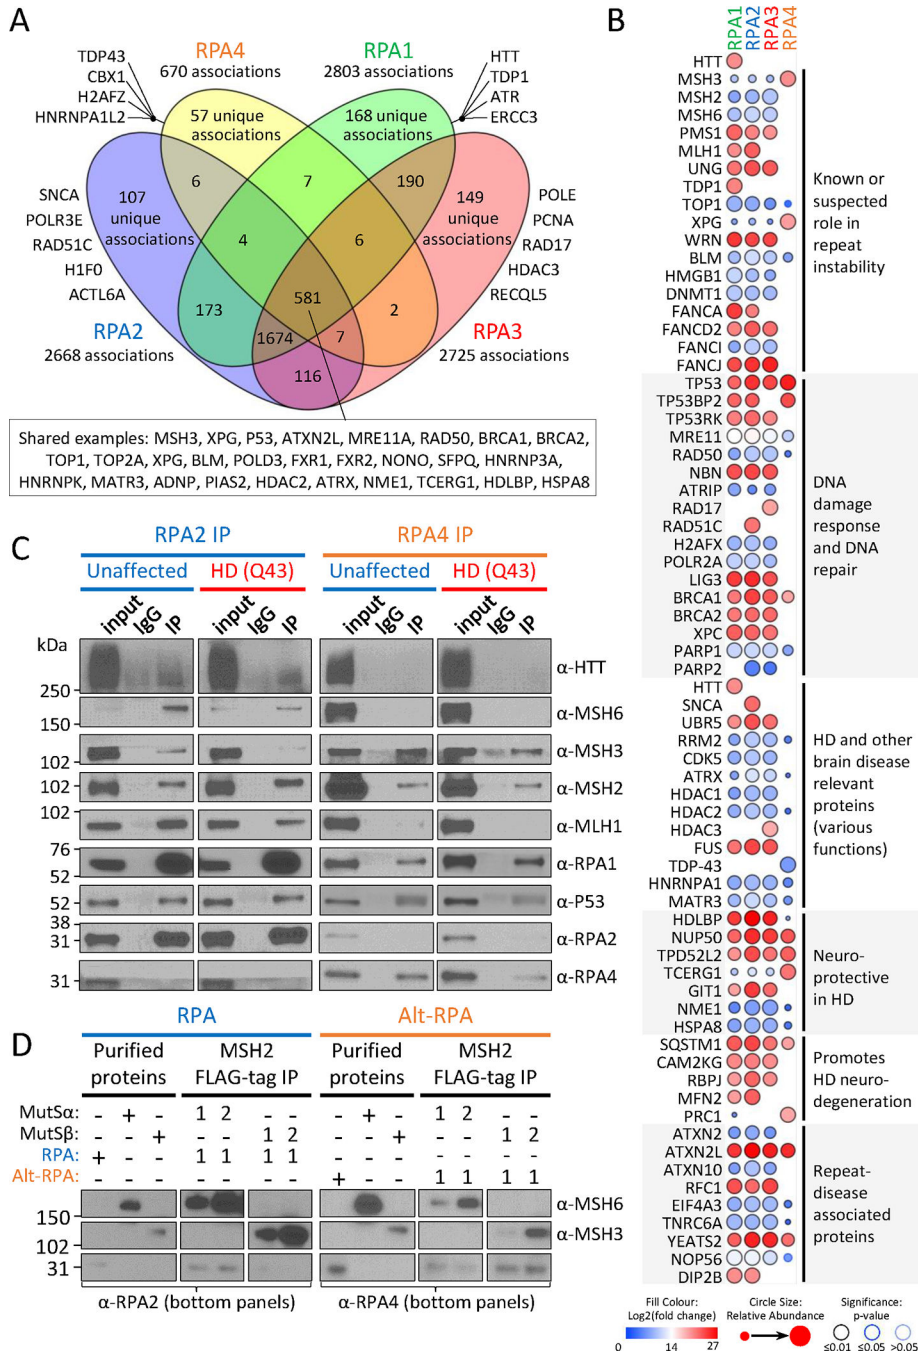 A
RPA4
670 associations
RPA1
2803 associations
TDP43
CBX1
H2AFZ
HNRNPA1L2
HTT
TDP1
ATR
ERCC3
57 unique
associations
168 unique
associations
107
unique
associations
149
unique
associations
6
7
190
4
6
173
581
2
1674
7
116
SNCA
POLR3E
RAD51C
H1F0
ACTL6A
POLE
PCNA
RAD17
HDAC3
RECQL5
RPA2
2668 associations
RPA3
2725 associations
Shared examples: MSH3, XPG, P53, ATXN2L, MRE11A, RAD50, BRCA1, BRCA2,
TOP1, TOP2A, XPG, BLM, POLD3, FXR1, FXR2, NONO, SFPQ, HNRNP3A,
HNRNPK, MATR3, ADNP, PIAS2, HDAC2, ATRX, NME1, TCERG1, HDLBP, HSPA8
B
RPA1
RPA2
RPA3
RPA4
HTT
MSH3
MSH2
MSH6
PMS1
MLH1
UNG
TDP1
TOP1
XPG
WRN
BLM
HMGB1
DNMT1
FANCA
FANCD2
FANCI
FANCJ
Known or
suspected
role in
repeat
instability
TP53
TP53BP2
TP53RK
MRE11
RAD50
NBN
ATRIP
RAD17
RAD51C
H2AFX
POLR2A
LIG3
BRCA1
BRCA2
XPC
PARP1
PARP2
DNA
damage
response
and DNA
repair
HTT
SNCA
UBR5
RRM2
CDK5
ATRX
HDAC1
HDAC2
HDAC3
FUS
TDP-43
HNRNPA1
MATR3
HD and other
brain disease
relevant
proteins
(various
functions)
HDLBP
NUP50
TPD52L2
TCERG1
GIT1
NME1
HSPA8
Neuro-
protective
in HD
SQSTM1
CAM2KG
RBPJ
MFN2
PRC1
Promotes
HD neuro-
degeneration
ATXN2
ATXN2L
ATXN10
RFC1
EIF4A3
TNRC6A
YEATS2
NOP56
DIP2B
Repeat-
disease
associated
proteins
Fill Colour:
Log2(fold change)
0 14 27
Circle Size:
Relative Abundance
Significance:
p-value
≤0.01 ≤0.05 >0.05
C
RPA2 IP
RPA4 IP
Unaffected
HD (Q43)
Unaffected
HD (Q43)
input IgG IP
input IgG IP
input IgG IP
input IgG IP
kDa
250
α-HTT
150
α-MSH6
102
α-MSH3
102
α-MSH2
102
α-MLH1
76
52
α-RPA1
52
α-P53
38
31
α-RPA2
31
α-RPA4
D
RPA
Alt-RPA
Purified
proteins
MSH2
FLAG-tag IP
Purified
proteins
MSH2
FLAG-tag IP
MutSα: - + - 1 2 - - - + - 1 2 - -
MutSβ: - - + - - 1 2 - - + - - 1 2
RPA: + - - 1 1 1 1 - - - - - - -
Alt-RPA: - - - - - - - + - - 1 1 1 1
150
α-MSH6
102
α-MSH3
31
α-RPA2 (bottom panels)
α-RPA4 (bottom panels)